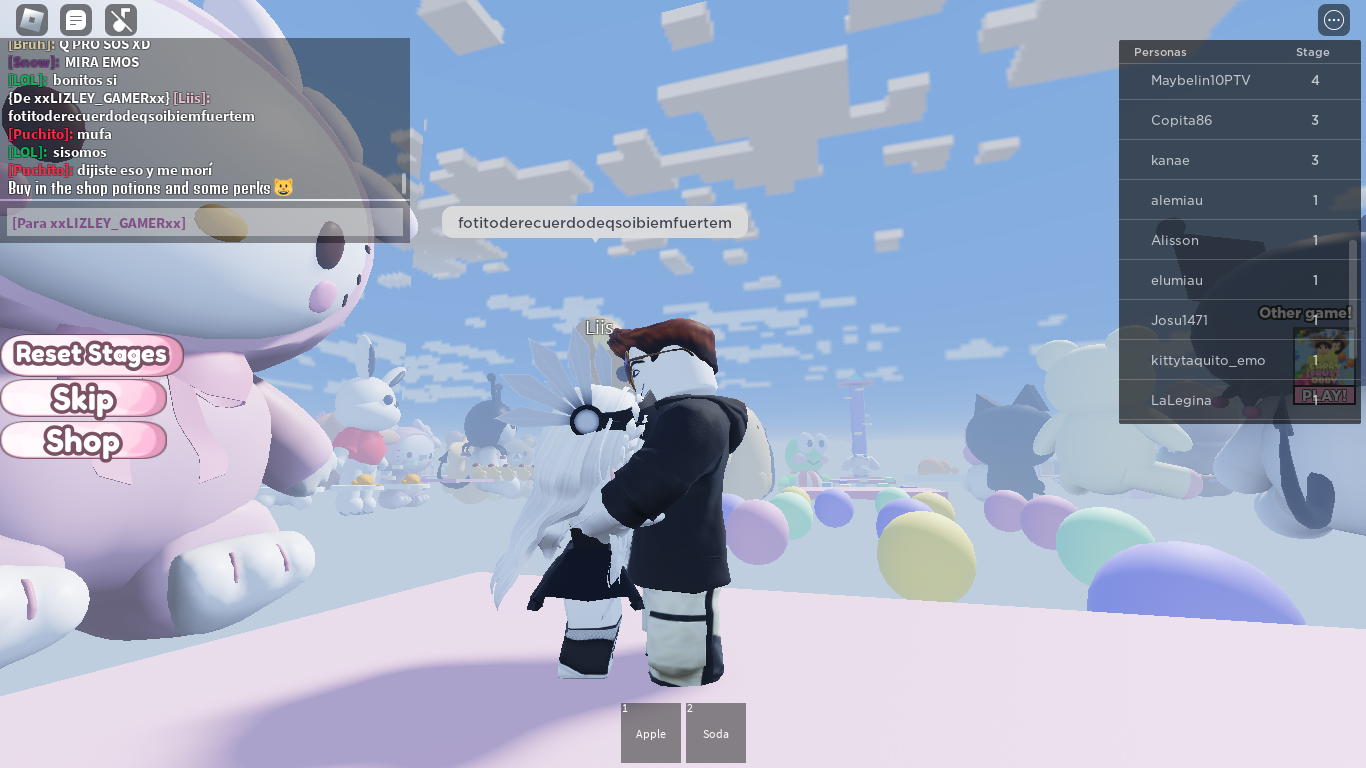 [Bruh]: Q PRO SOS XD
[Snow]: MIRA EMOS
[LOL]: bonitos si
{De xxLIZLEY_GAMERxx} [Liis]:
fotitoderecuerdodeqsoibiemfuertem
[Puchito]: mufa
[LOL]: sisomos
[Puchito]: dijiste eso y me morí
Buy in the shop potions and some perks 😺
[Para xxLIZLEY_GAMERxx]
fotitoderecuerdodeqsoibiemfuertem
Liis
Reset Stages
Skip
Shop
Personas Stage
Maybelin10PTV 4
Copita86 3
kanae 3
alemiau 1
Alisson 1
elumiau 1
Josu1471 1
kittytaquito_emo 1
LaLegina 1
Other game!
PLAY!
1
Apple
2
Soda